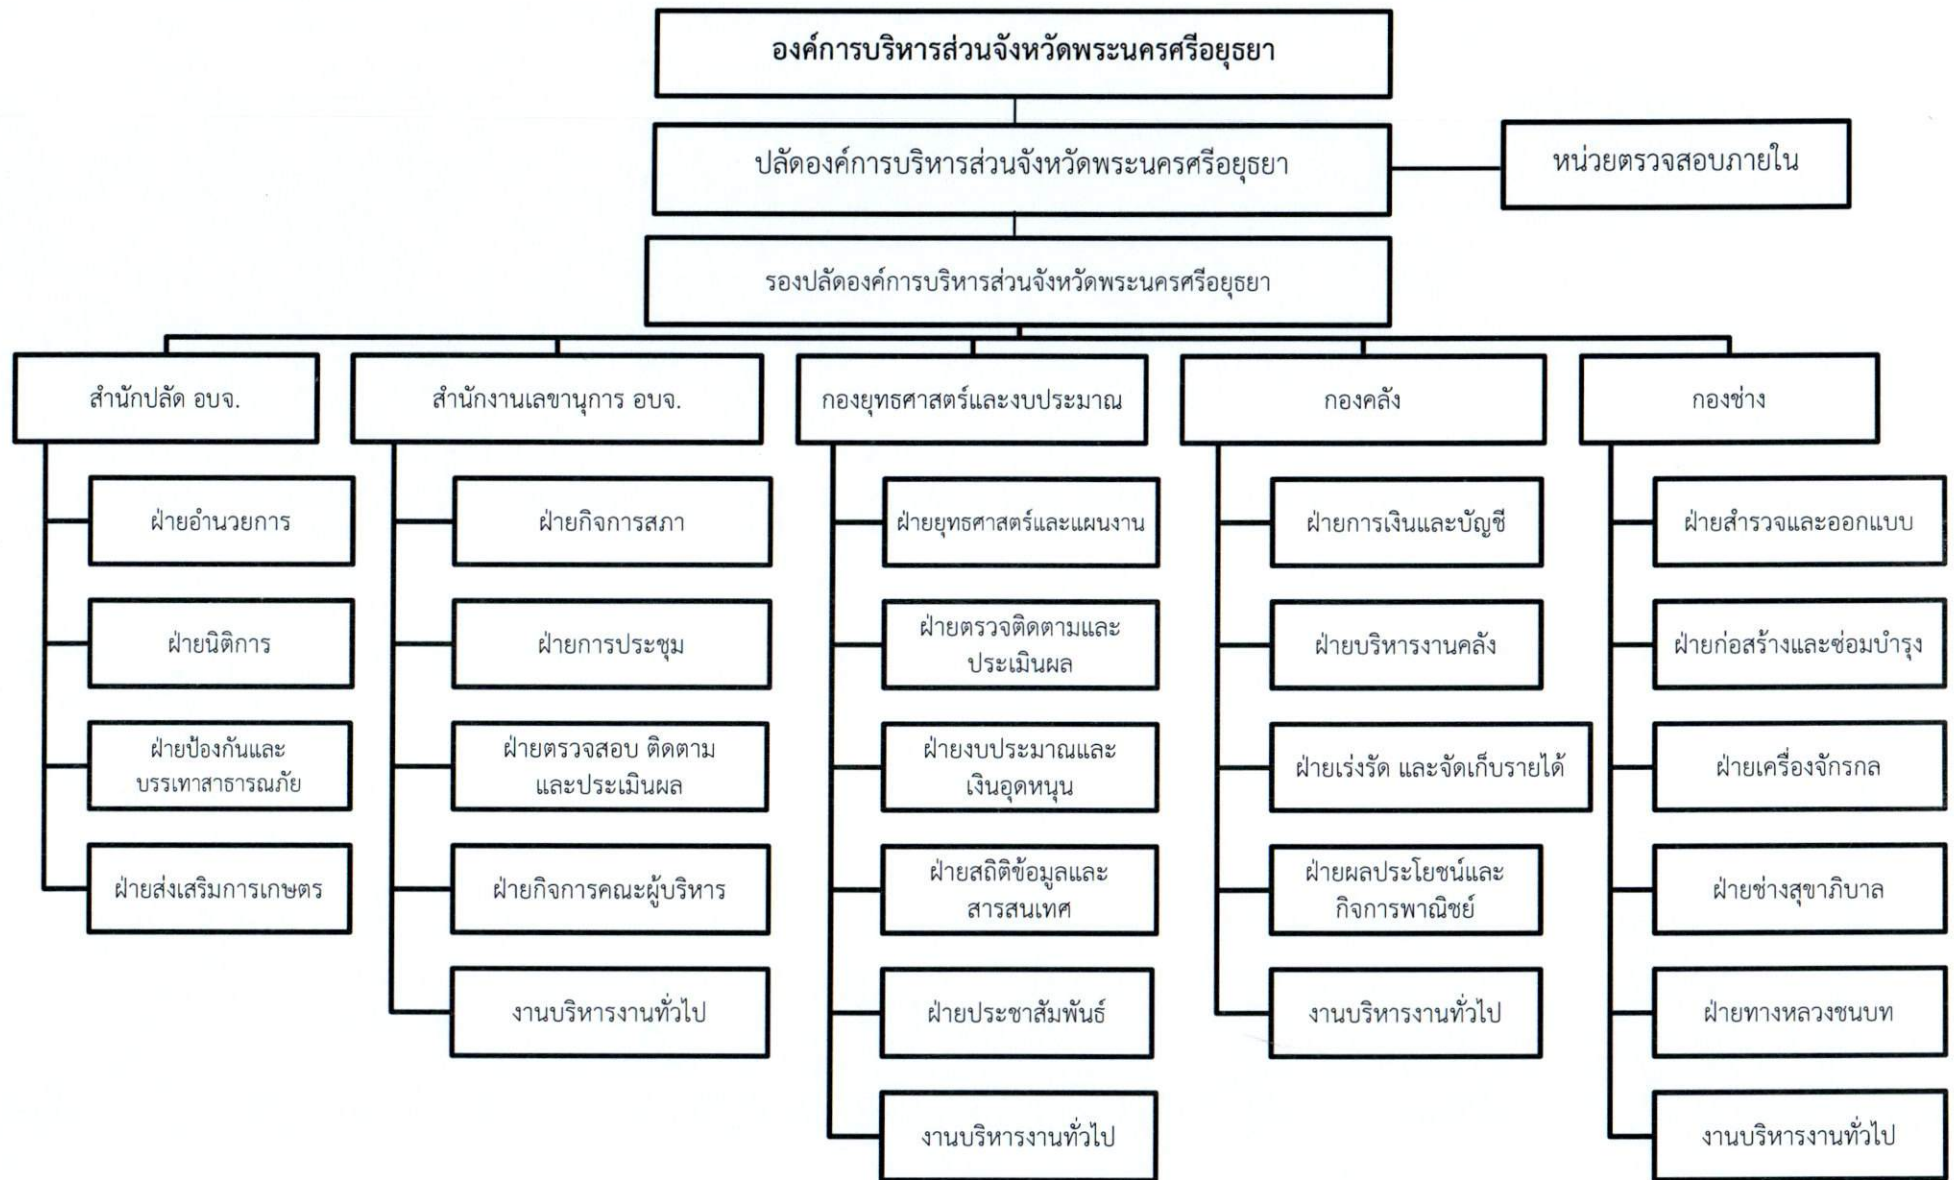 องค์การบริหารส่วนจังหวัดพระนครศรีอยุธยา
ปลัดองค์การบริหารส่วนจังหวัดพระนครศรีอยุธยา
หน่วยตรวจสอบภายใน
รองปลัดองค์การบริหารส่วนจังหวัดพระนครศรีอยุธยา
สำนักปลัด อบจ.
ฝ่ายอำนวยการ
ฝ่ายนิติการ
ฝ่ายป้องกันและ
บรรเทาสาธารณภัย
ฝ่ายส่งเสริมการเกษตร
สำนักงานเลขานุการ อบจ.
ฝ่ายกิจการสภา
ฝ่ายการประชุม
ฝ่ายตรวจสอบ ติดตาม
และประเมินผล
ฝ่ายกิจการคณะผู้บริหาร
งานบริหารงานทั่วไป
กองยุทธศาสตร์และงบประมาณ
ฝ่ายยุทธศาสตร์และแผนงาน
ฝ่ายตรวจติดตามและ
ประเมินผล
ฝ่ายงบประมาณและ
เงินอุดหนุน
ฝ่ายสถิติข้อมูลและ
สารสนเทศ
ฝ่ายประชาสัมพันธ์
งานบริหารงานทั่วไป
กองคลัง
ฝ่ายการเงินและบัญชี
ฝ่ายบริหารงานคลัง
ฝ่ายเร่งรัด และจัดเก็บรายได้
ฝ่ายผลประโยชน์และ
กิจการพาณิชย์
งานบริหารงานทั่วไป
กองช่าง
ฝ่ายสำรวจและออกแบบ
ฝ่ายก่อสร้างและซ่อมบำรุง
ฝ่ายเครื่องจักรกล
ฝ่ายช่างสุขาภิบาล
ฝ่ายทางหลวงชนบท
งานบริหารงานทั่วไป